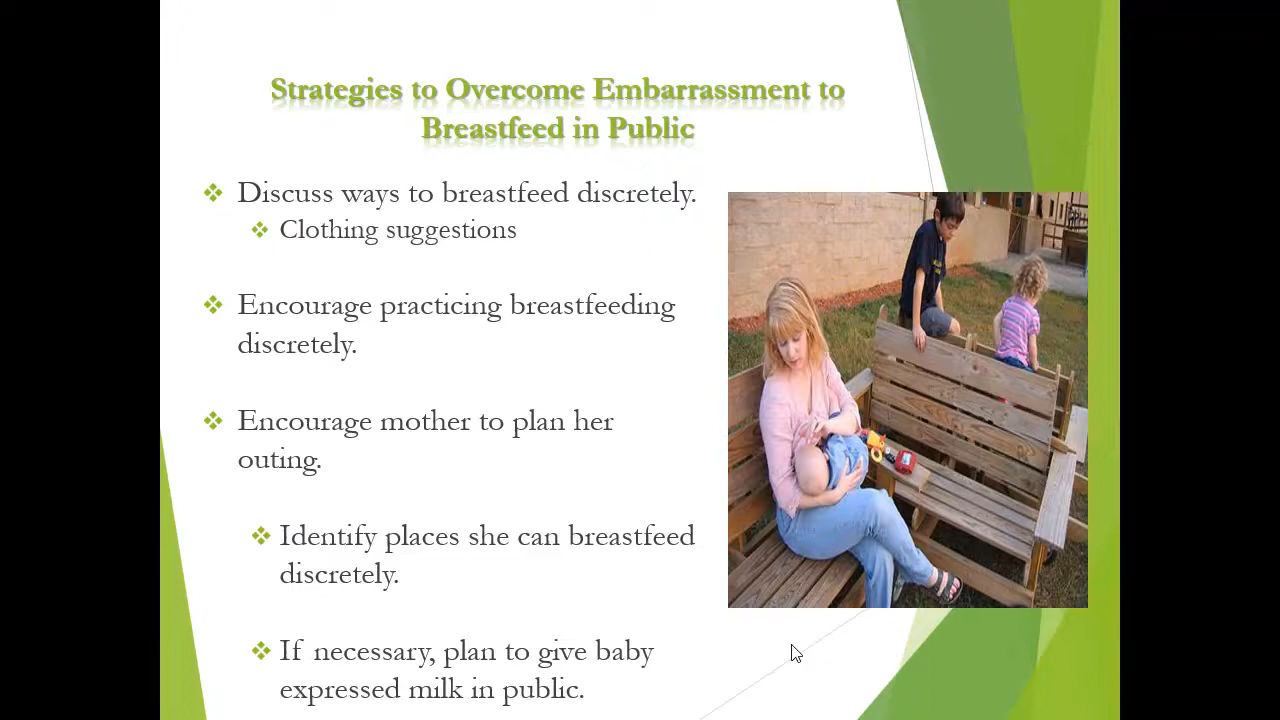 Strategies to Overcome Embarrassment to
Breastfeed in Public
Discuss ways to breastfeed discretely.
Clothing suggestions
Encourage practicing breastfeeding
discretely.
Encourage mother to plan her
outing.
Identify places she can breastfeed
discretely.
If necessary, plan to give baby
expressed milk in public.